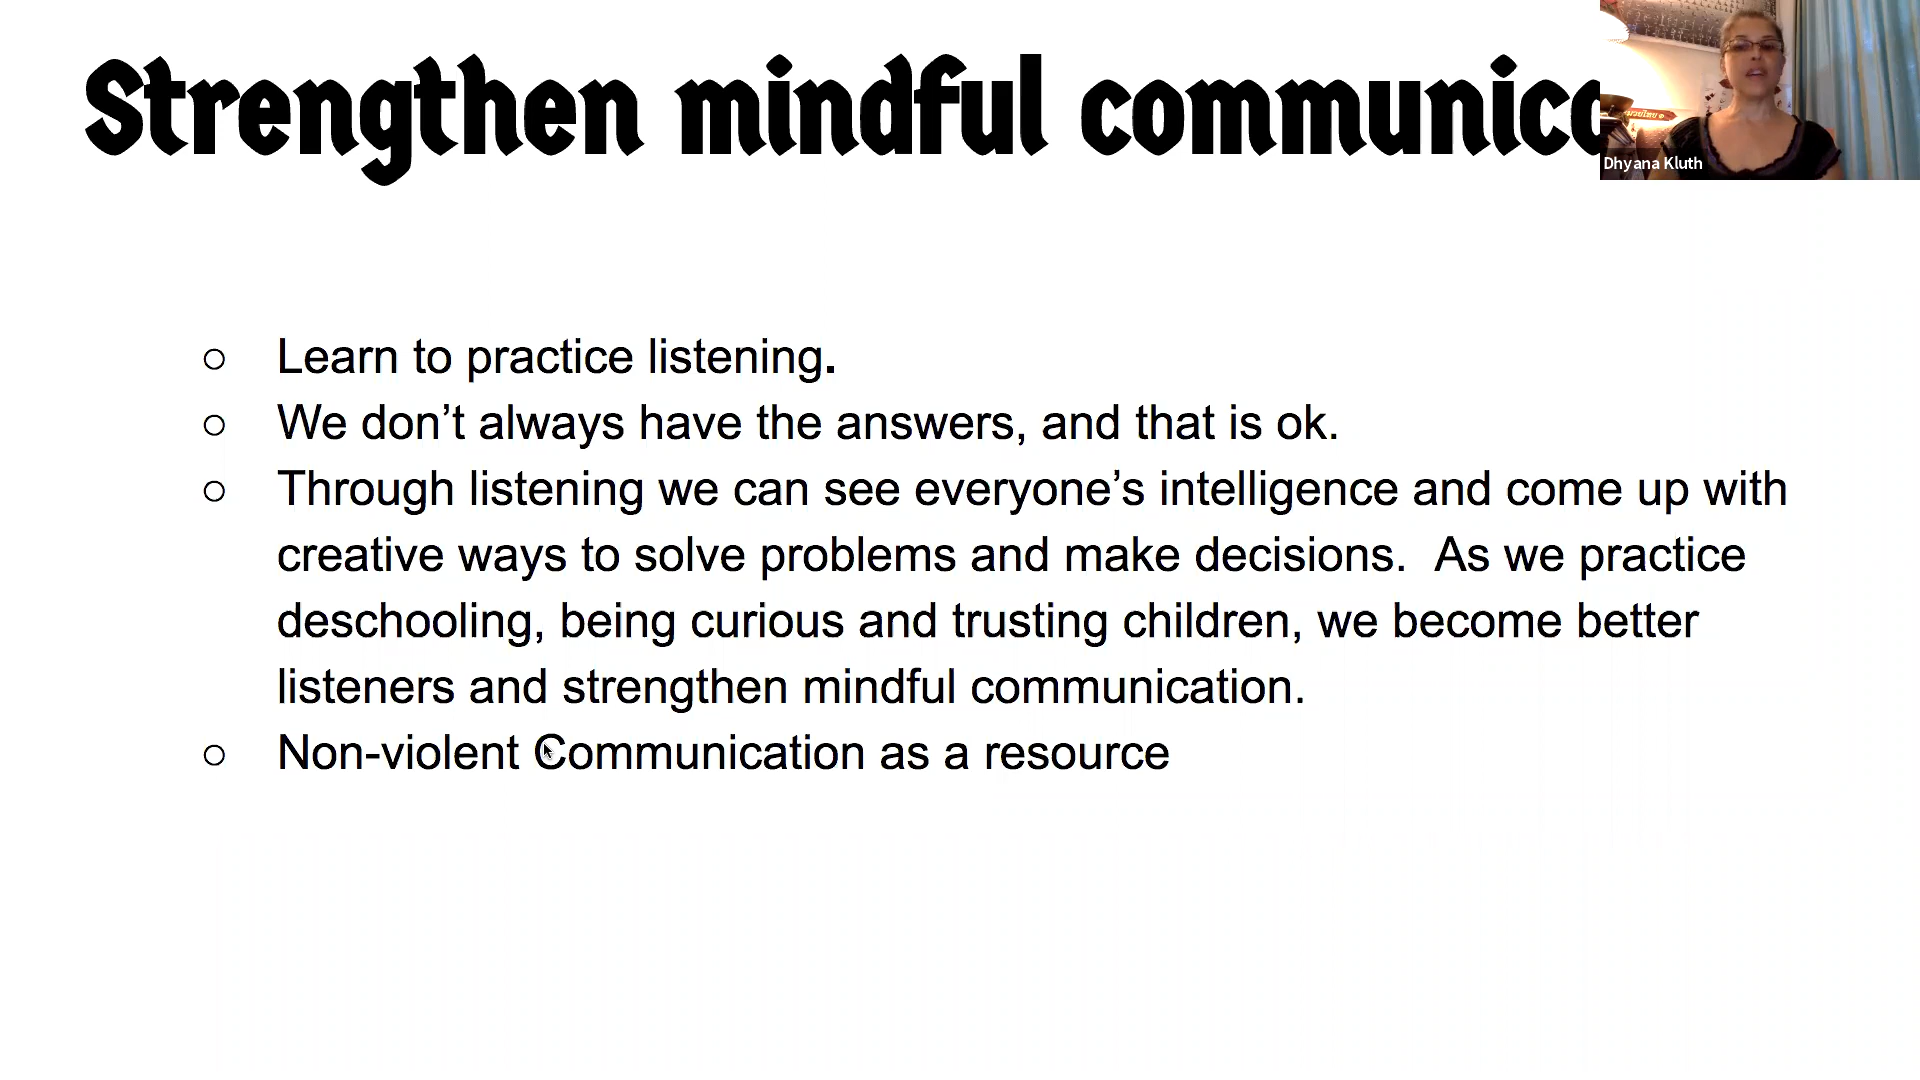 Strengthen mindful communica
Dhyana Kluth
○ Learn to practice listening.
○ We don’t always have the answers, and that is ok.
○ Through listening we can see everyone’s intelligence and come up with
creative ways to solve problems and make decisions.  As we practice
deschooling, being curious and trusting children, we become better
listeners and strengthen mindful communication.
○ Non-violent Communication as a resource